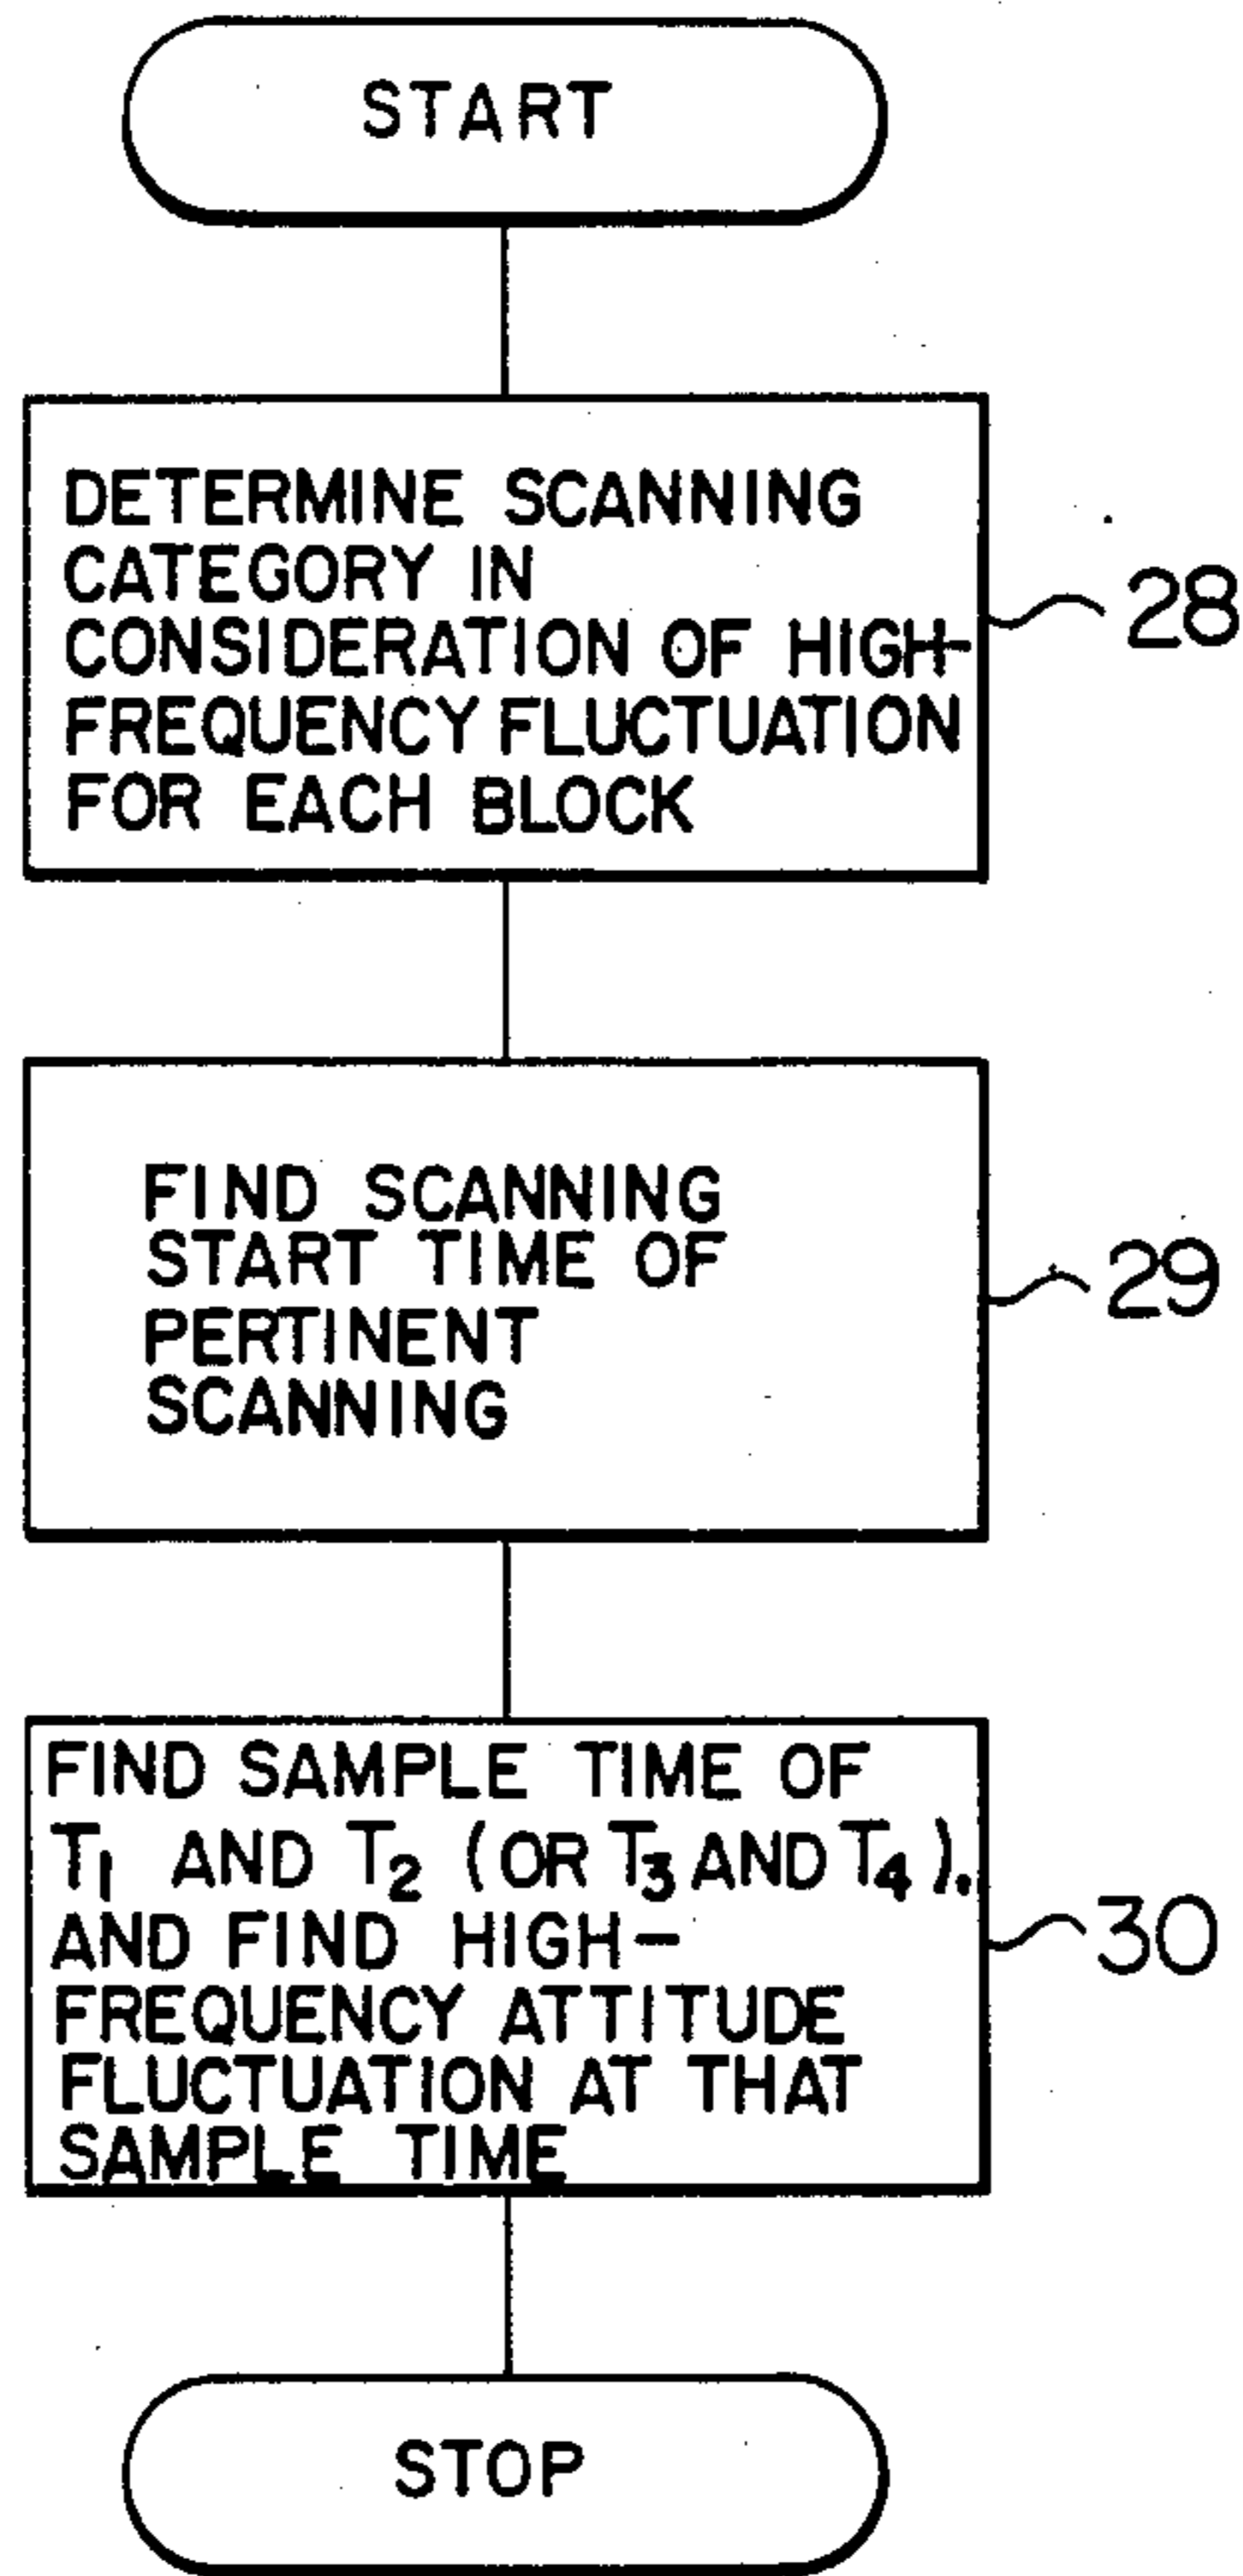 START
DETERMINE SCANNING
CATEGORY IN
CONSIDERATION OF HIGH-
FREQUENCY FLUCTUATION
FOR EACH BLOCK
28
FIND SCANNING
START TIME OF
PERTINENT
SCANNING
29
FIND SAMPLE TIME OF
T1 AND T2 (OR T3 AND T4).
AND FIND HIGH-
FREQUENCY ATTITUDE
FLUCTUATION AT THAT
SAMPLE TIME
30
STOP